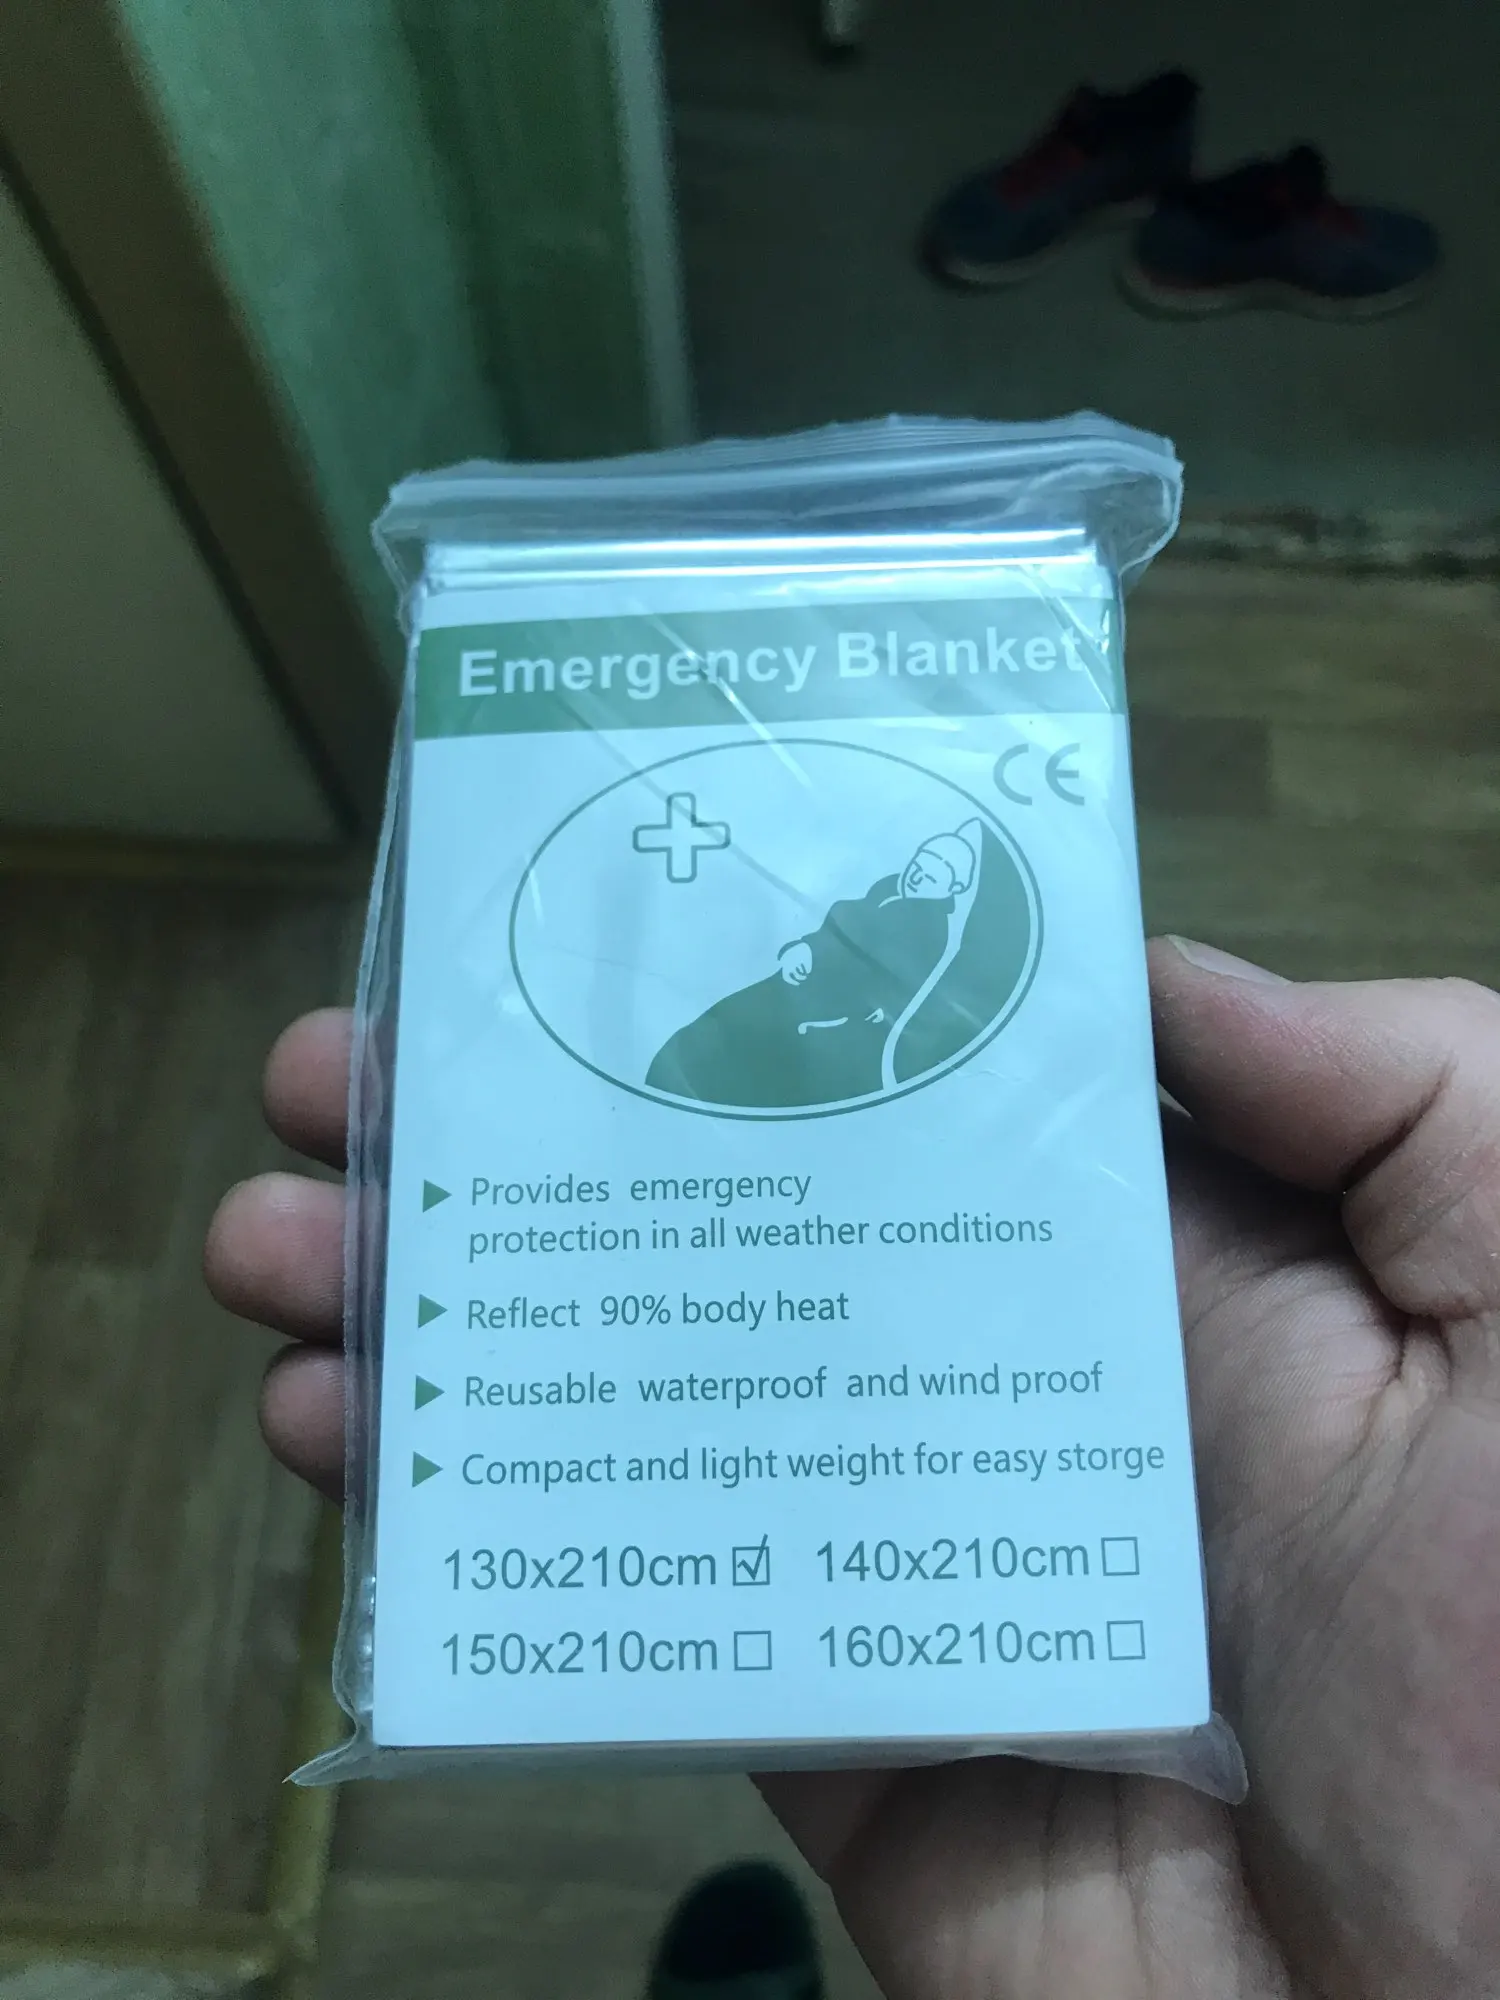 Emergency Blanket
CE
Provides emergency
protection in all weather conditions
Reflect 90% body heat
Reusable waterproof and wind proof
Compact and light weight for easy storge
130x210cm 140x210cm
150x210cm 160x210cm